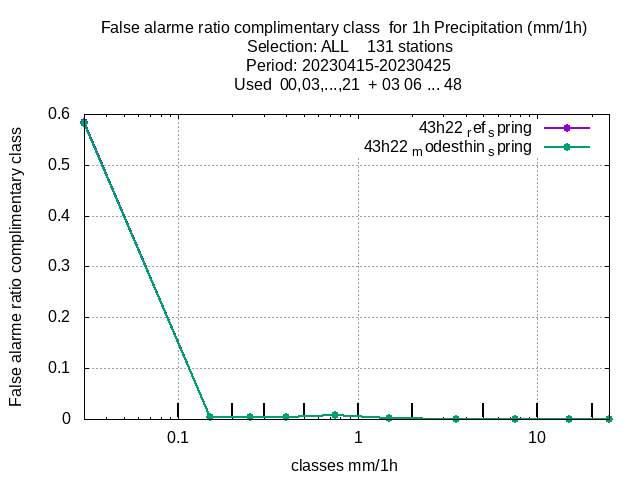 False alarme ratio complimentary class  for 1h Precipitation (mm/1h)
Selection: ALL    131 stations
Period: 20230415-20230425
Used  00,03,...,21  + 03 06 ... 48
43h22 ref spring
43h22 modesthin spring
False alarme ratio complimentary class
0.6
0.5
0.4
0.3
0.2
0.1
0
0.1 1 10
classes mm/1h